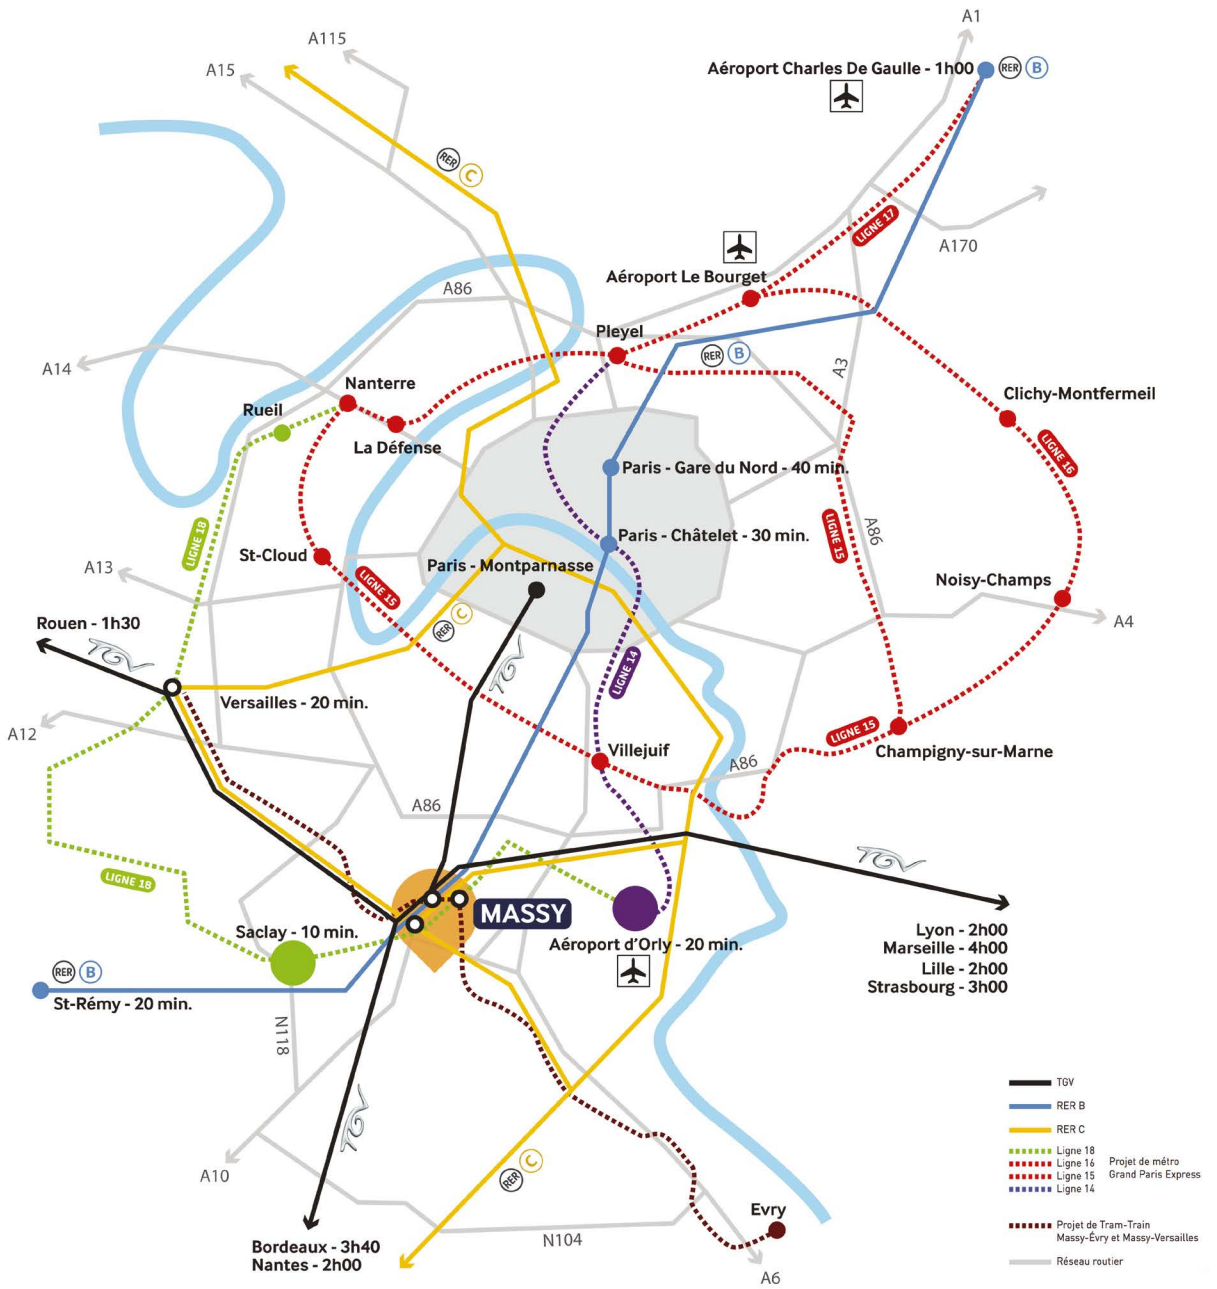 A1
A115
A15
Aéroport Charles De Gaulle - 1h00 RER B
RER C
LIGNE 17
A170
Aéroport Le Bourget
A86
Pleyel
RER B
A14
A3
Nanterre
Clichy-Montfermeil
Rueil
La Défense
LIGNE 16
Paris - Gare du Nord - 40 min.
LIGNE 18
LIGNE 15
A86
Paris - Châtelet - 30 min.
St-Cloud
A13
Paris - Montparnasse
LIGNE 15
Noisy-Champs
Rouen - 1h30
TGV
RER C
A4
TGV
LIGNE 14
Versailles - 20 min.
A12
LIGNE 15
Villejuif
Champigny-sur-Marne
A86
A86
TGV
LIGNE 18
MASSY
Saclay - 10 min.
Aéroport d'Orly - 20 min.
Lyon - 2h00
Marseille - 4h00
Lille - 2h00
Strasbourg - 3h00
RER B
St-Rémy - 20 min.
N118
TGV
A10
RER C
Evry
Bordeaux - 3h40
Nantes - 2h00
N104
A6
TGV
RER B
RER C
Ligne 18
Ligne 16
Ligne 15
Ligne 14
Projet de métro
Grand Paris Express
Projet de Tram-Train
Massy-Évry et Massy-Versailles
Réseau routier